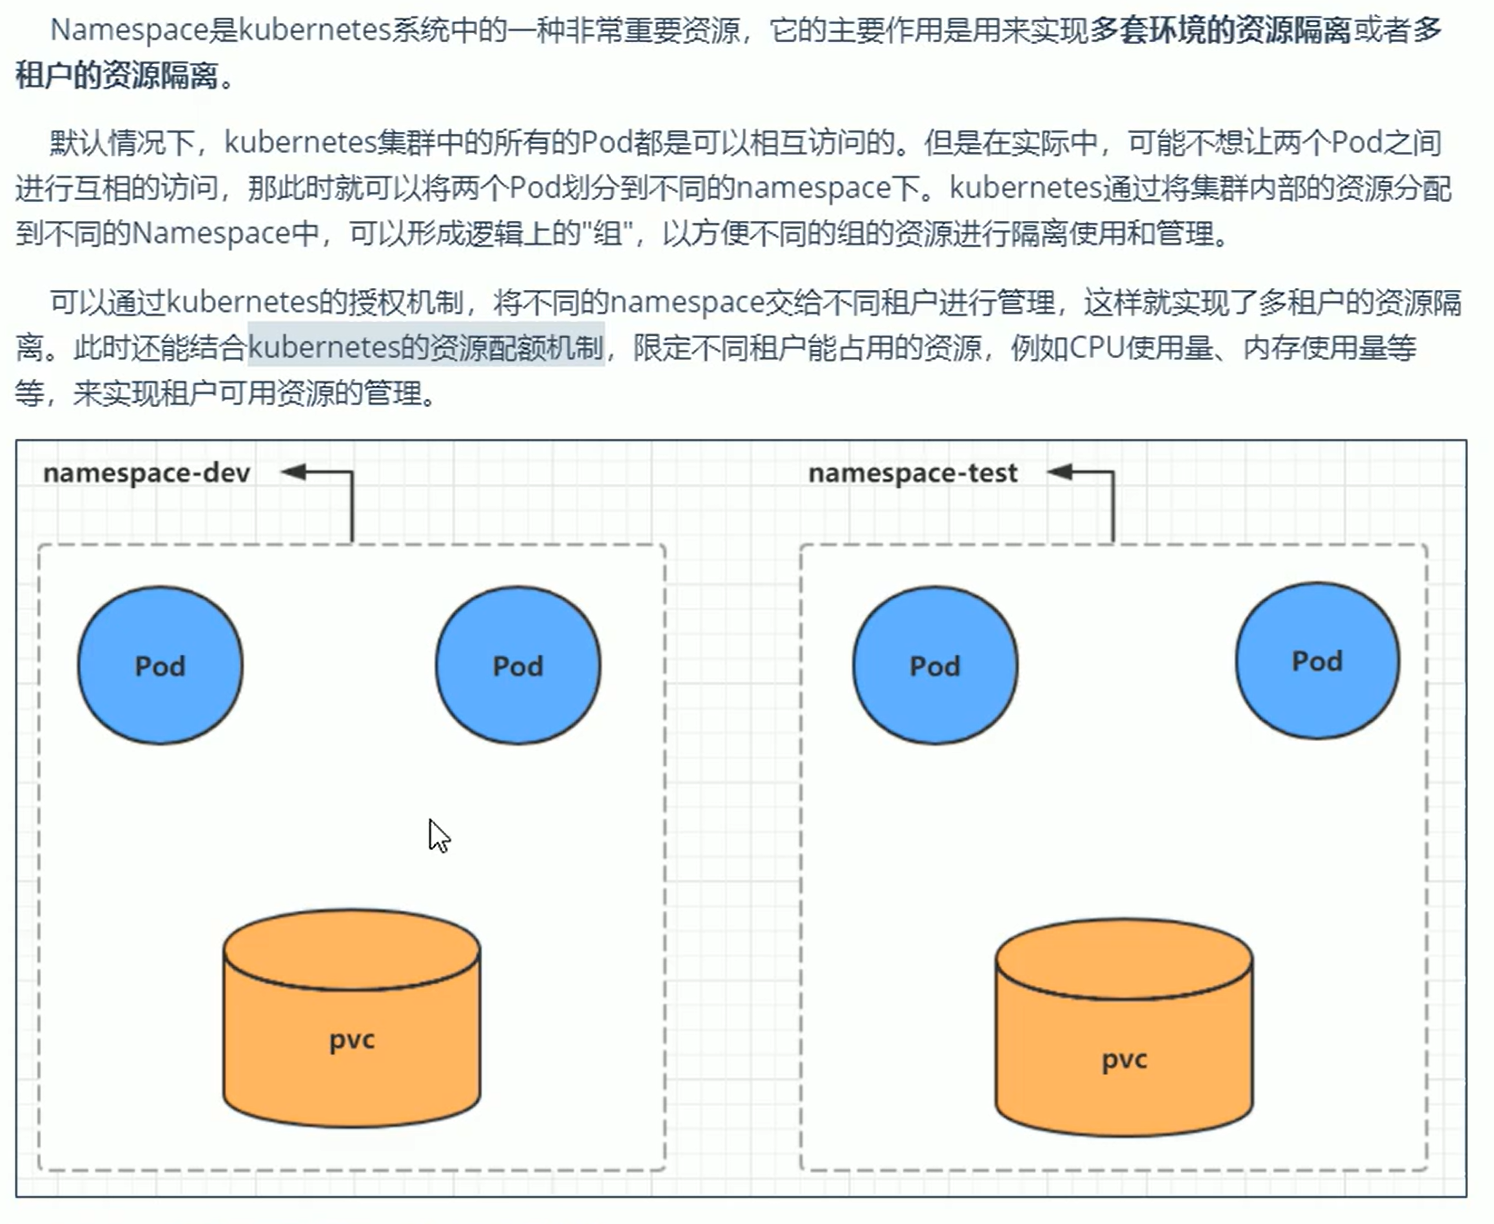 Namespace是kubernetes系统中的一种非常重要资源，它的主要作用是用来实现多套环境的资源隔离或者多
租户的资源隔离。
默认情况下，kubernetes集群中的所有的Pod都是可以相互访问的。但是在实际中，可能不想让两个Pod之间
进行互相的访问，那此时就可以将两个Pod划分到不同的namespace下。kubernetes通过将集群内部的资源分配
到不同的Namespace中，可以形成逻辑上的"组"，以方便不同的组的资源进行隔离使用和管理。
可以通过kubernetes的授权机制，将不同的namespace交给不同租户进行管理，这样就实现了多租户的资源隔
离。此时还能结合kubernetes的资源配额机制，限定不同租户能占用的资源，例如CPU使用量、内存使用量等
等，来实现租户可用资源的管理。
namespace-dev
namespace-test
Pod
Pod
Pod
Pod
pvc
pvc